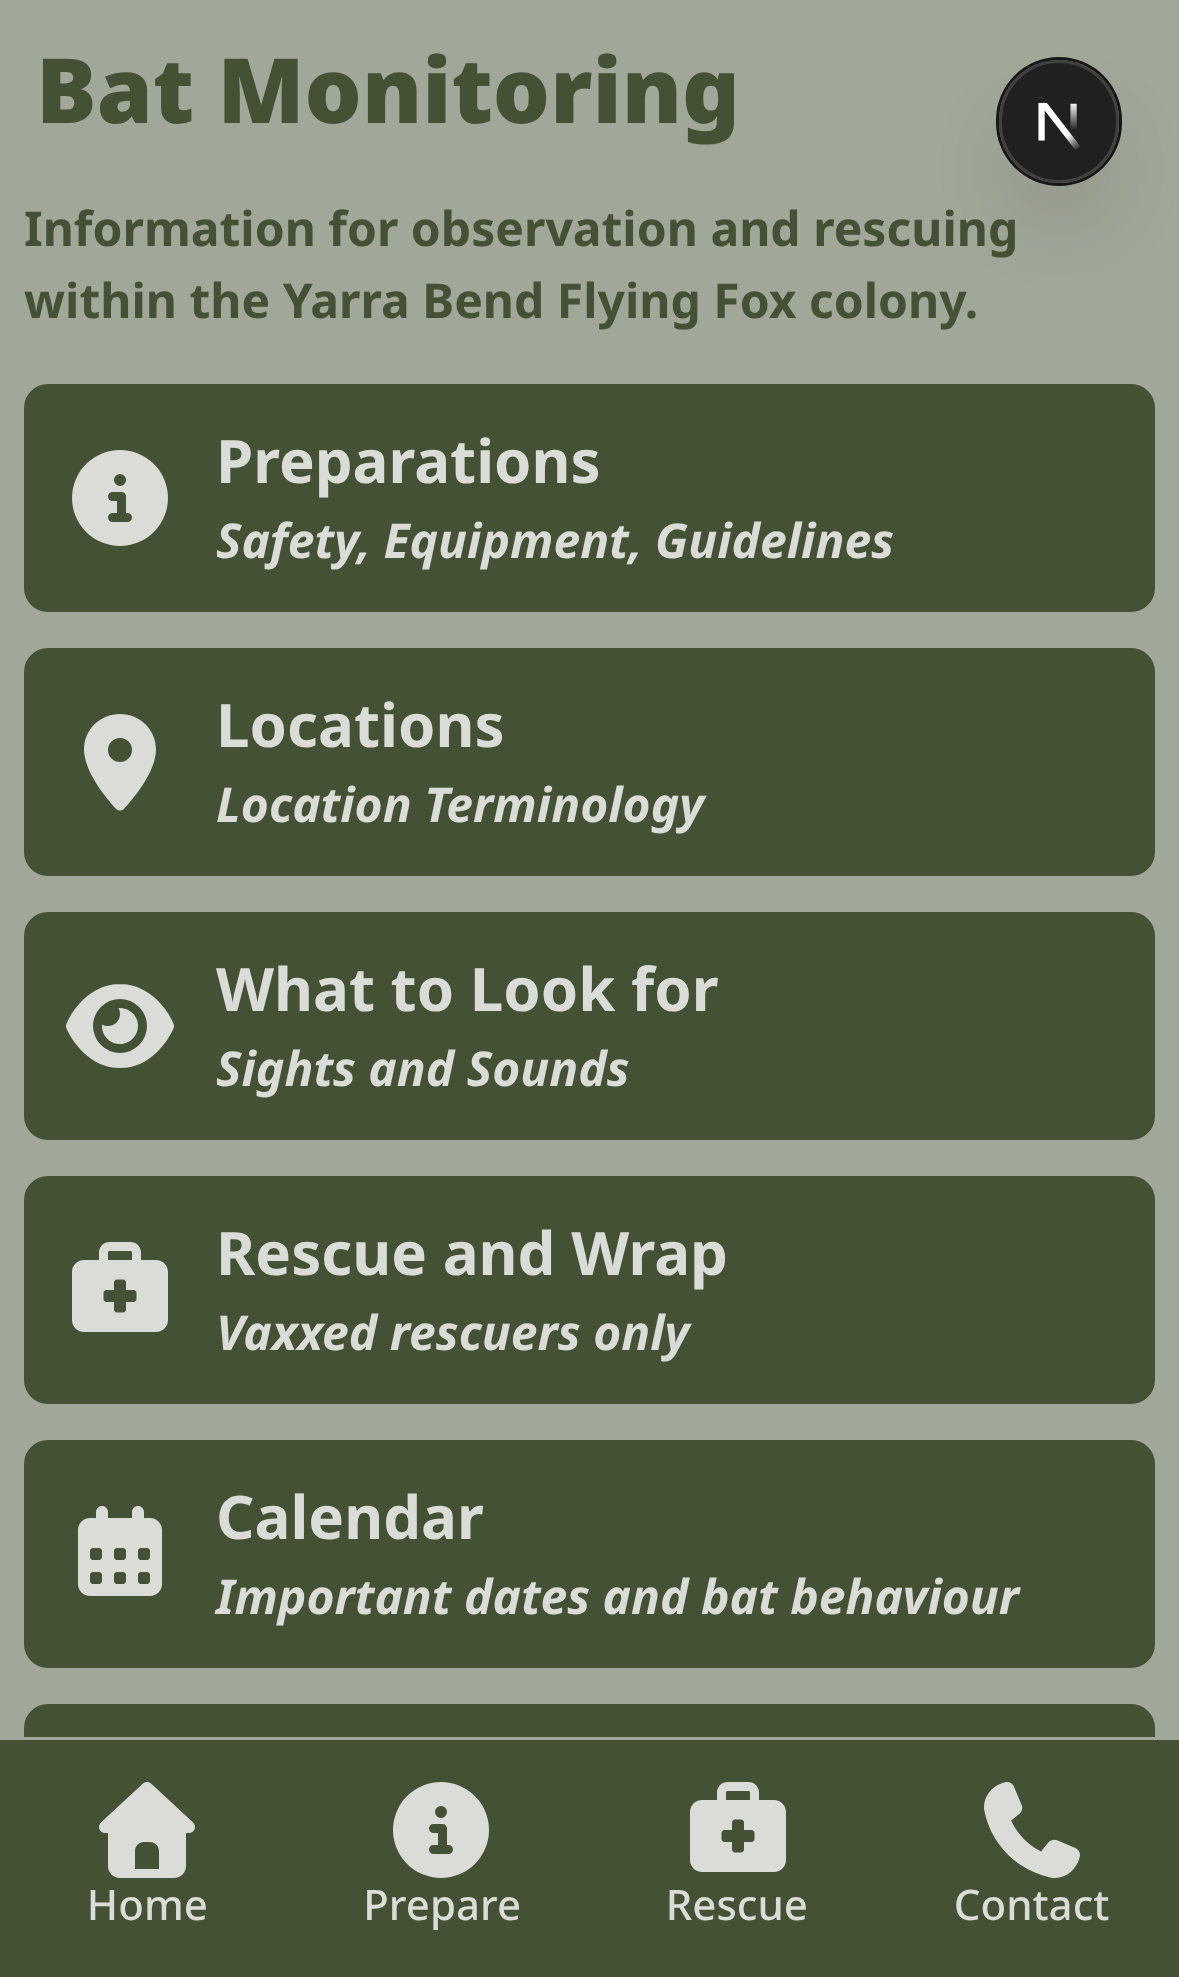 Bat Monitoring
N
Information for observation and rescuing
within the Yarra Bend Flying Fox colony.
Preparations
Safety, Equipment, Guidelines
Locations
Location Terminology
What to Look for
Sights and Sounds
Rescue and Wrap
Vaxxed rescuers only
Calendar
Important dates and bat behaviour
Home
Prepare
Rescue
Contact